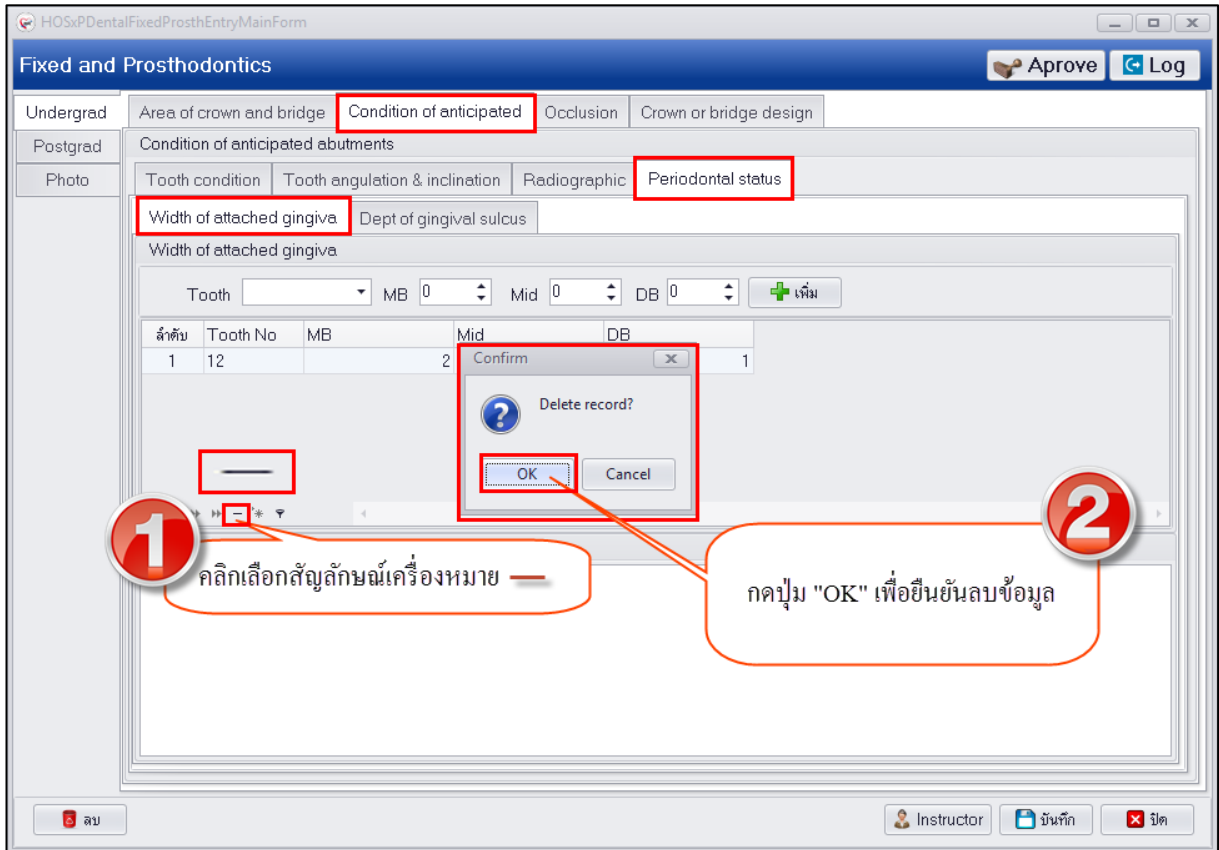 HOSxPDentalFixedProsthEntryMainForm
Fixed and Prosthodontics
Aprove
Log
Undergrad
Postgrad
Photo
Area of crown and bridge
Condition of anticipated
Occlusion
Crown or bridge design
Condition of anticipated abutments
Tooth condition
Tooth angulation & inclination
Radiographic
Periodontal status
Width of attached gingiva
Dept of gingival sulcus
Width of attached gingiva
Tooth
MB 0
Mid 0
DB 0
เพิ่ม
ลำดับ Tooth No MB Mid DB
1 12 2 1
Confirm
Delete record?
OK
Cancel
1
คลิกเลือกสัญลักษณ์เครื่องหมาย —
2
กดปุ่ม "OK" เพื่อยืนยันลบข้อมูล
ลบ
Instructor
บันทึก
ปิด